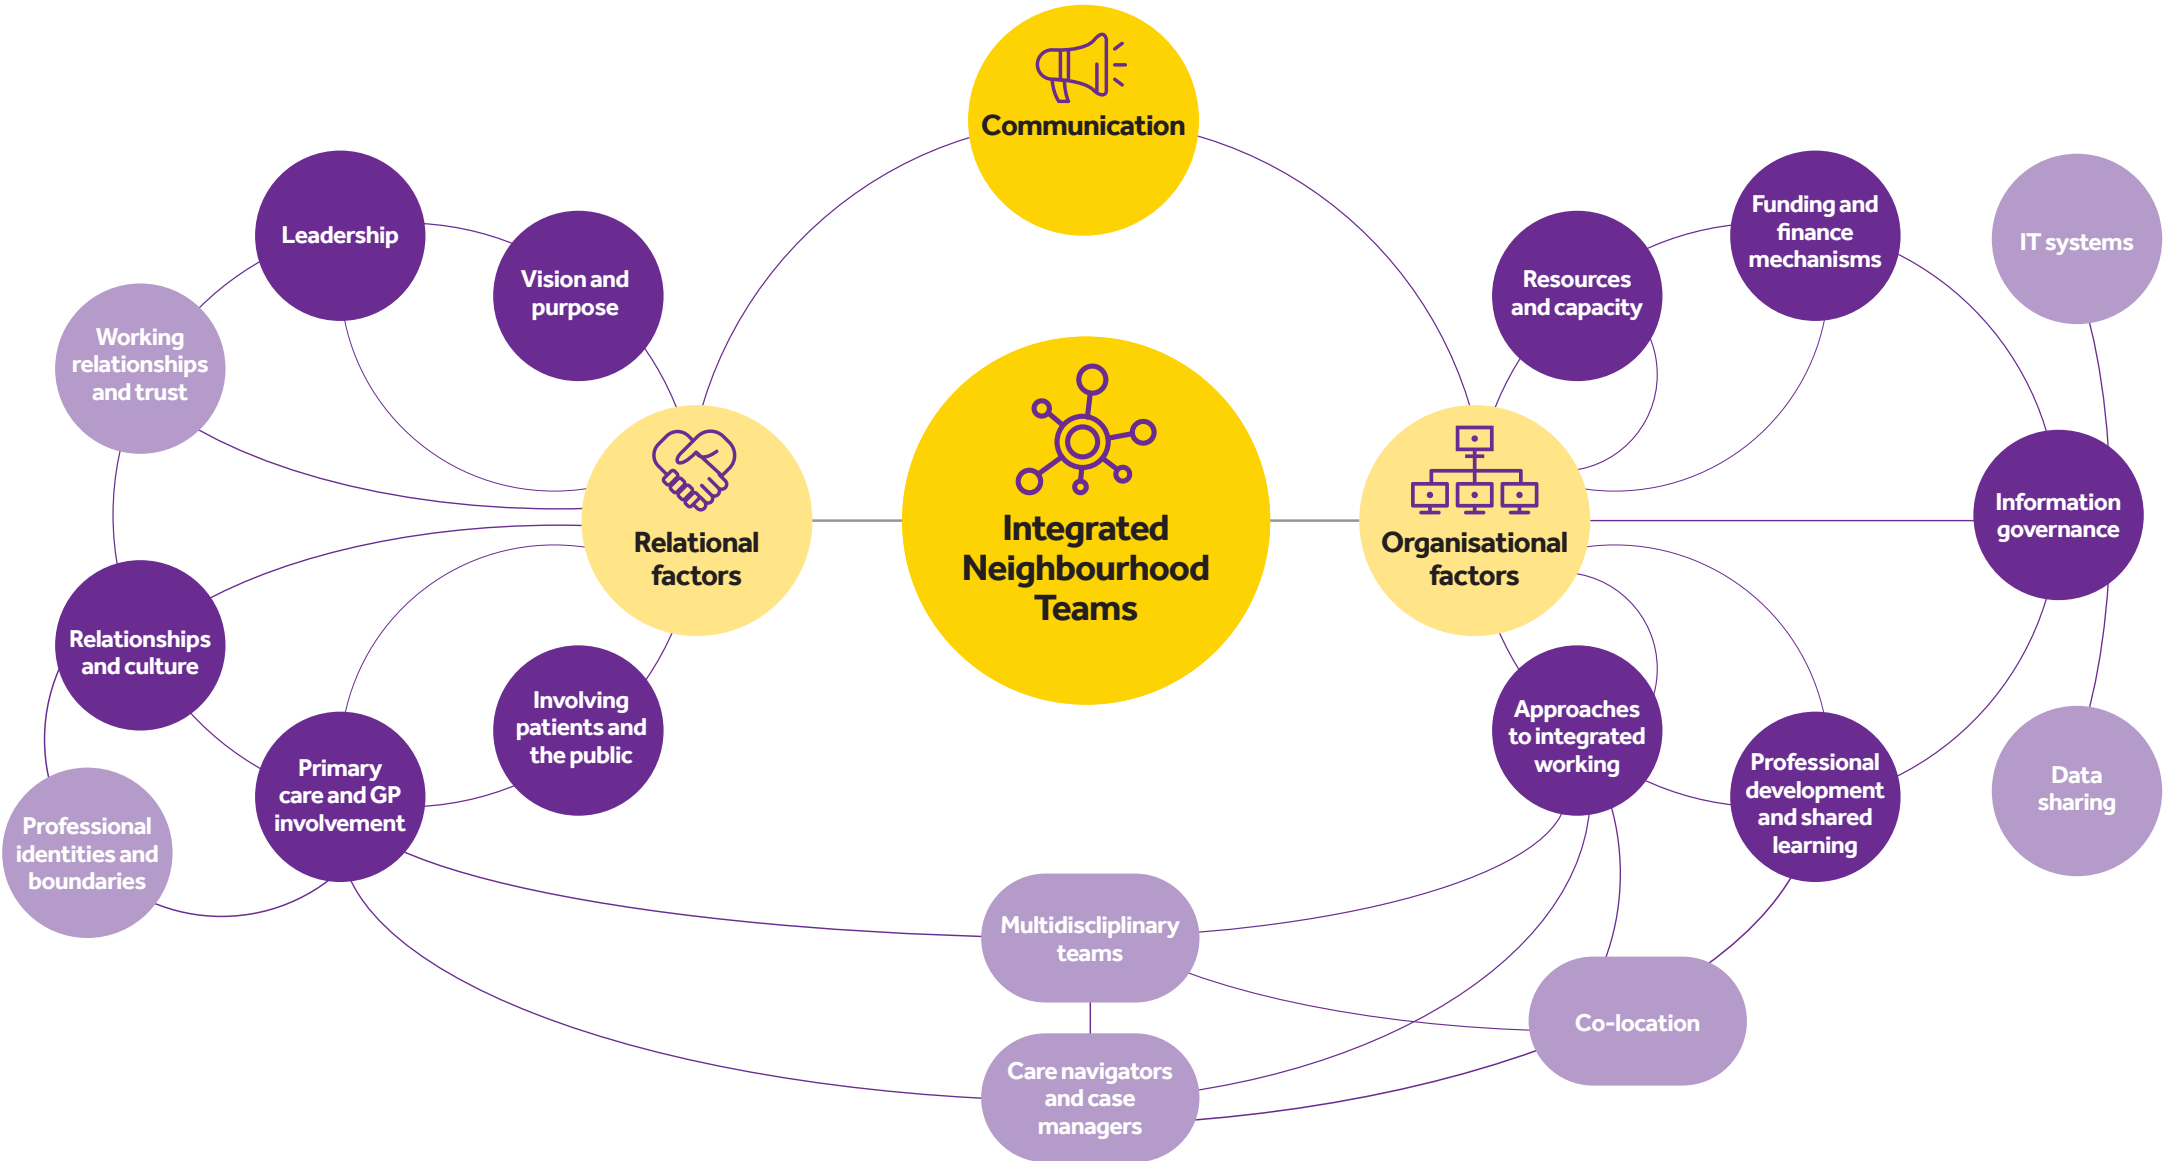 Communication
Leadership
Vision and
purpose
Working
relationships
and trust
Relational
factors
Relationships
and culture
Primary
care and GP
involvement
Involving
patients and
the public
Professional
identities and
boundaries
Integrated
Neighbourhood
Teams
Organisational
factors
Resources
and capacity
Funding and
finance
mechanisms
IT systems
Information
governance
Approaches
to integrated
working
Professional
development
and shared
learning
Data
sharing
Multidiscliplinary
teams
Co-location
Care navigators
and case
managers